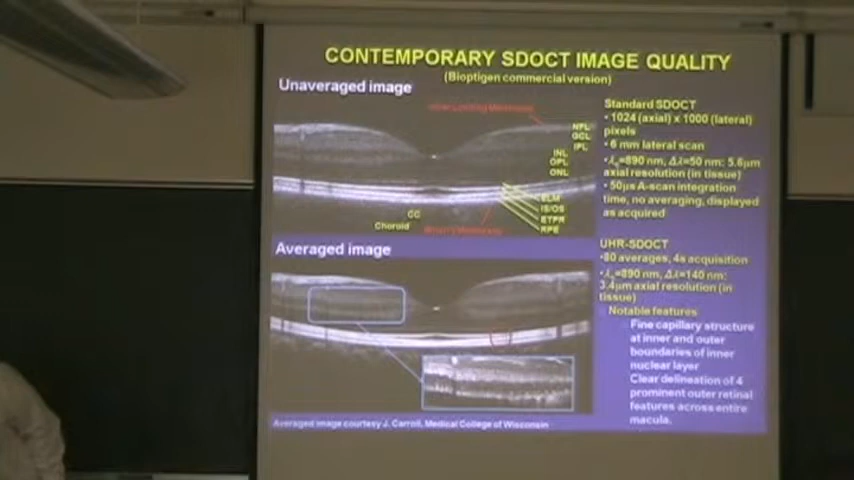 CONTEMPORARY SDOCT IMAGE QUALITY
(Bioptigen commercial version)
Unaveraged image
Inner Limiting Membrane
NFL
GCL
IPL
INL
OPL
ONL
ELM
IS/OS
ETPR
RPE
CC
Choroid
Bruch's Membrane
Standard SDOCT
• 1024 (axial) x 1000 (lateral)
pixels
• 6 mm lateral scan
• λ₀=890 nm, Δλ=50 nm: 5.6μm
axial resolution (in tissue)
• 50μs A-scan integration
time, no averaging, displayed
as acquired
Averaged image
UHR-SDOCT
•80 averages, 4s acquisition
•λ₀=890 nm, Δλ=140 nm:
3.4μm axial resolution (in
tissue)
Notable features
Fine capillary structure
at inner and outer
boundaries of inner
nuclear layer
Clear delineation of 4
prominent outer retinal
features across entire
macula.
Averaged image courtesy J. Carroll, Medical College of Wisconsin